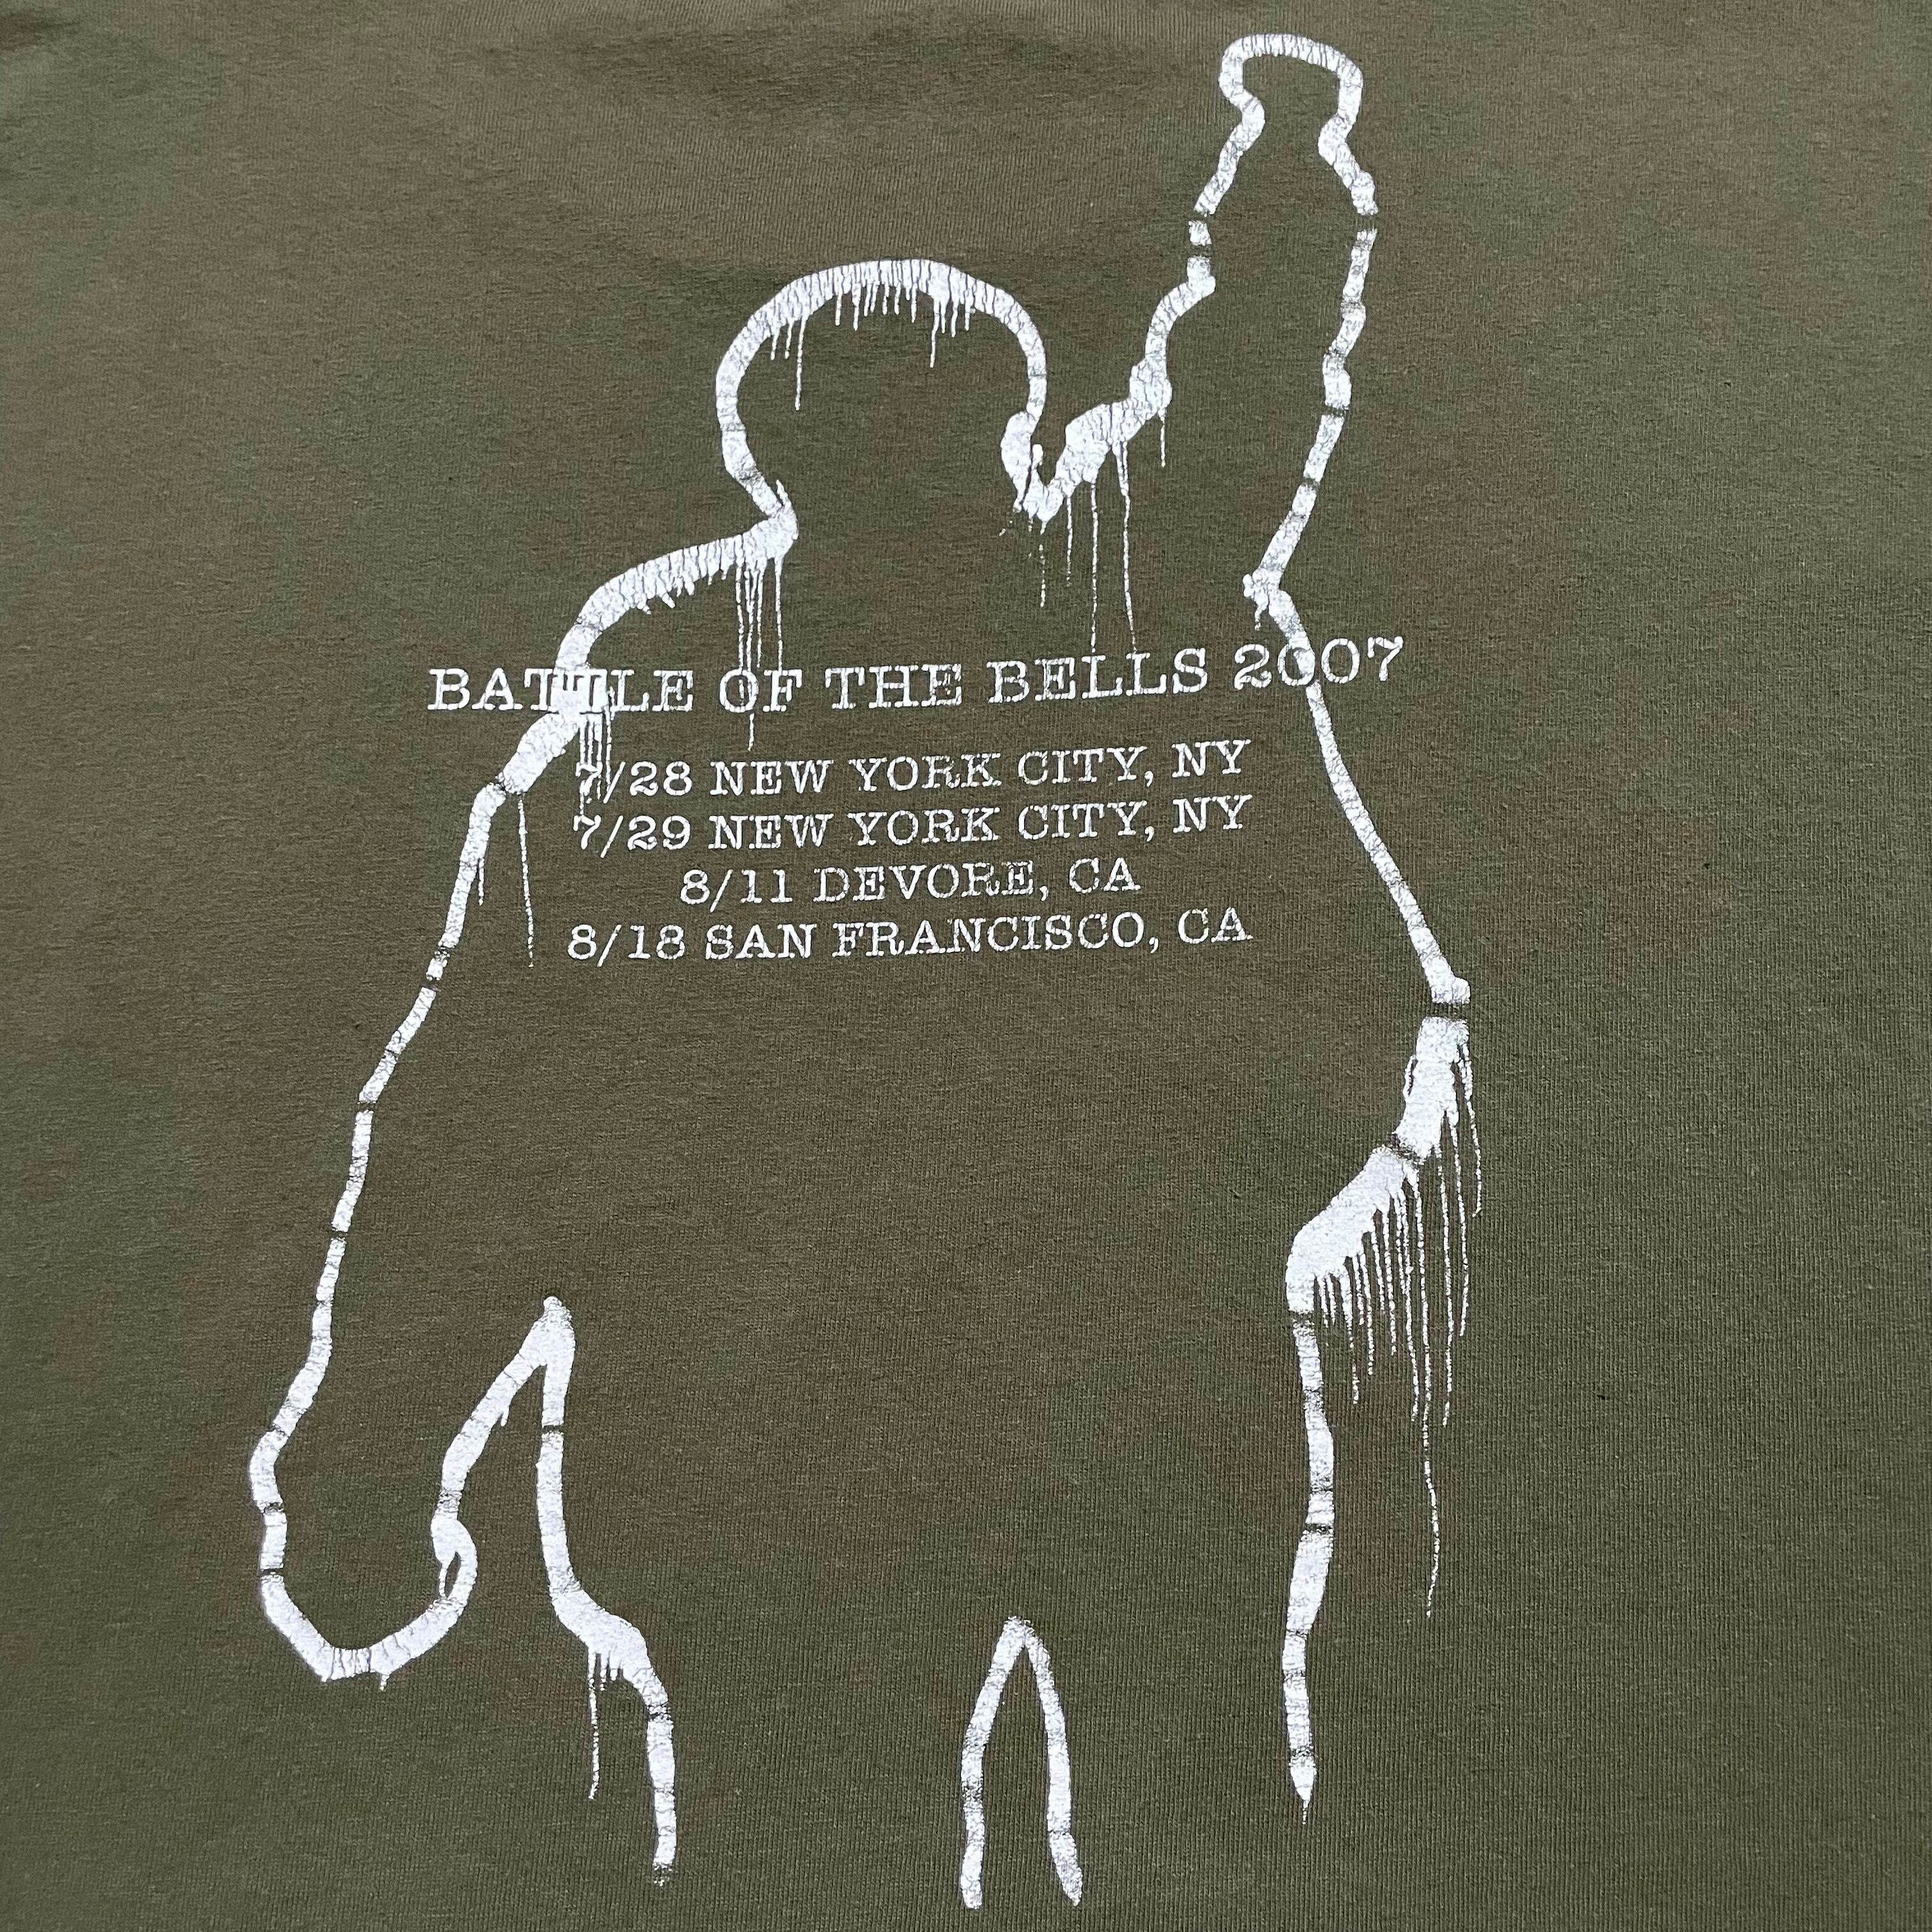 BATTLE OF THE BELLS 2007
7/28 NEW YORK CITY, NY
7/29 NEW YORK CITY, NY
8/11 DEVORE, CA
8/18 SAN FRANCISCO, CA